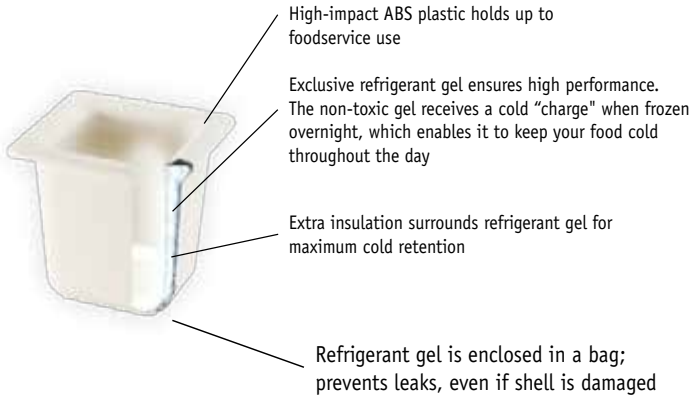 High-impact ABS plastic holds up to
foodservice use
Exclusive refrigerant gel ensures high performance.
The non-toxic gel receives a cold “charge" when frozen
overnight, which enables it to keep your food cold
throughout the day
Extra insulation surrounds refrigerant gel for
maximum cold retention
Refrigerant gel is enclosed in a bag;
prevents leaks, even if shell is damaged